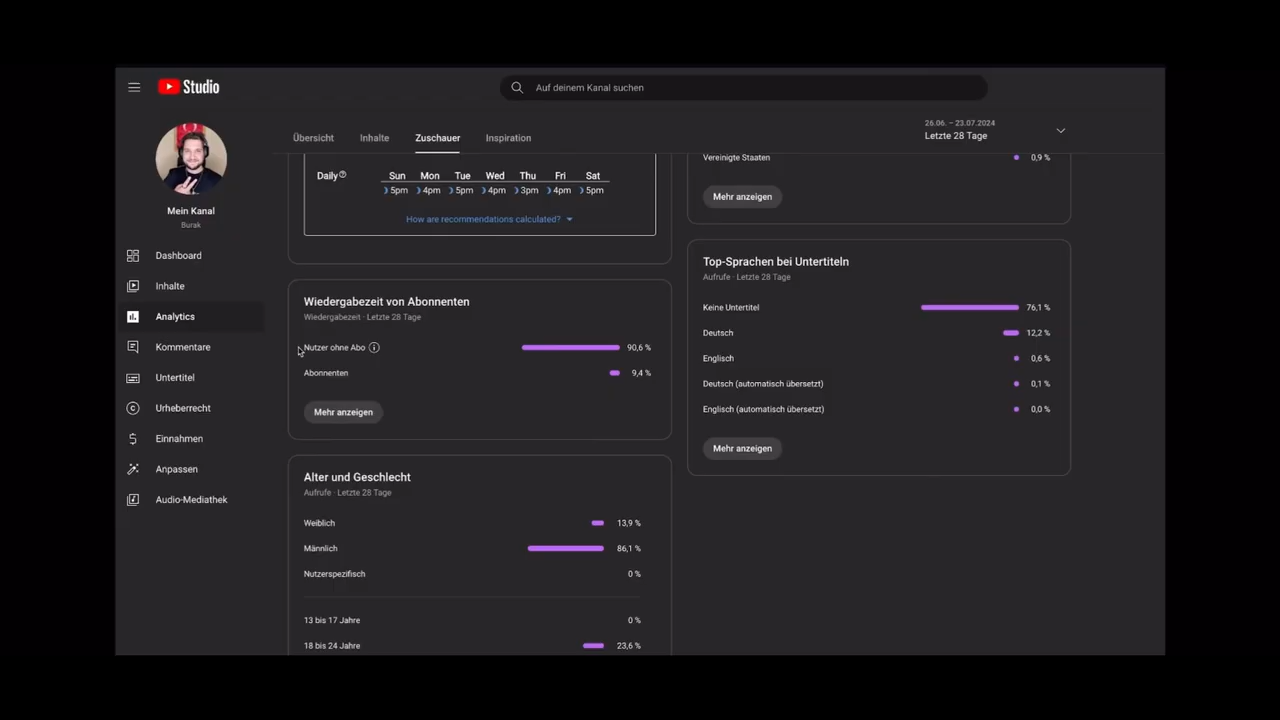 Studio
Auf deinem Kanal suchen
Mein Kanal
Burak
Dashboard
Inhalte
Analytics
Kommentare
Untertitel
Urheberrecht
Einnahmen
Anpassen
Audio-Mediathek
Übersicht Inhalte Zuschauer Inspiration
26.06. – 23.07.2024
Letzte 28 Tage
Daily
Sun Mon Tue Wed Thu Fri Sat
5pm 4pm 5pm 4pm 3pm 4pm 5pm
How are recommendations calculated?
Wiedergabezeit von Abonnenten
Wiedergabezeit · Letzte 28 Tage
Nutzer ohne Abo 90,6 %
Abonnenten 9,4 %
Mehr anzeigen
Alter und Geschlecht
Aufrufe · Letzte 28 Tage
Weiblich 13,9 %
Männlich 86,1 %
Nutzerspezifisch 0 %
13 bis 17 Jahre 0 %
18 bis 24 Jahre 23,6 %
Vereinigte Staaten 0,9 %
Mehr anzeigen
Top-Sprachen bei Untertiteln
Aufrufe · Letzte 28 Tage
Keine Untertitel 76,1 %
Deutsch 12,2 %
Englisch 0,6 %
Deutsch (automatisch übersetzt) 0,1 %
Englisch (automatisch übersetzt) 0,0 %
Mehr anzeigen